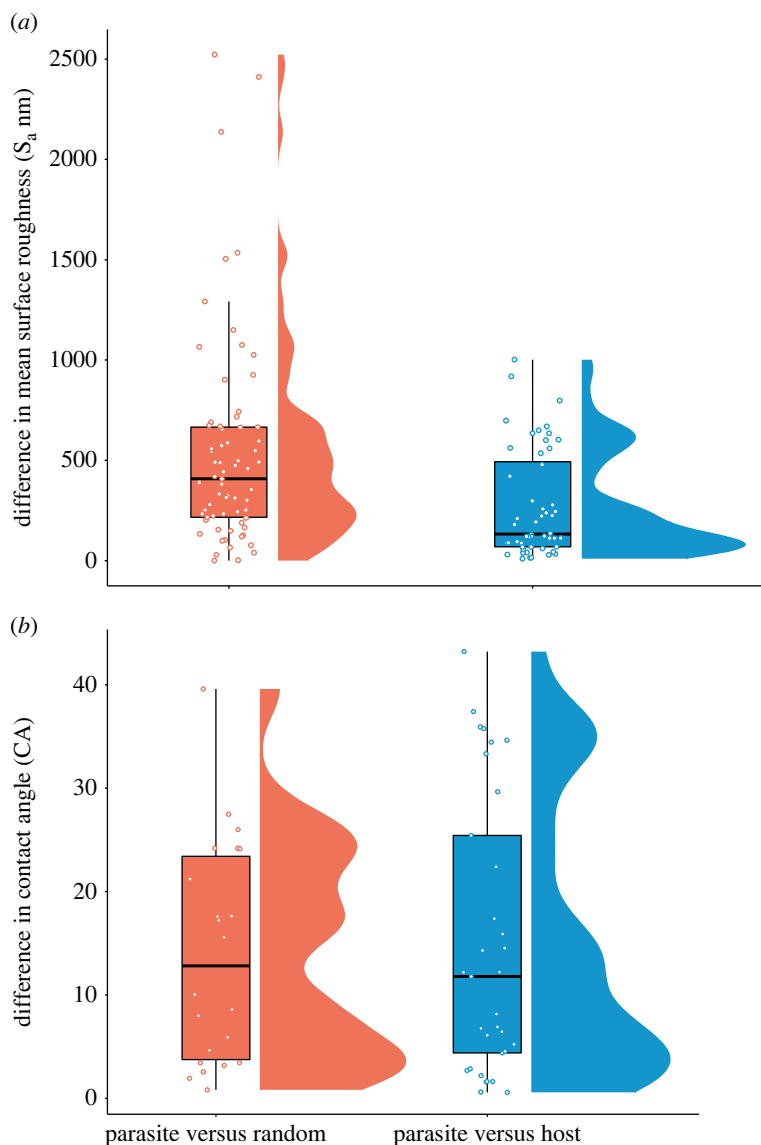 (a)
2500
2000
1500
1000
500
0
difference in mean surface roughness (Sa nm)
(b)
40
30
20
10
0
difference in contact angle (CA)
parasite versus random
parasite versus host